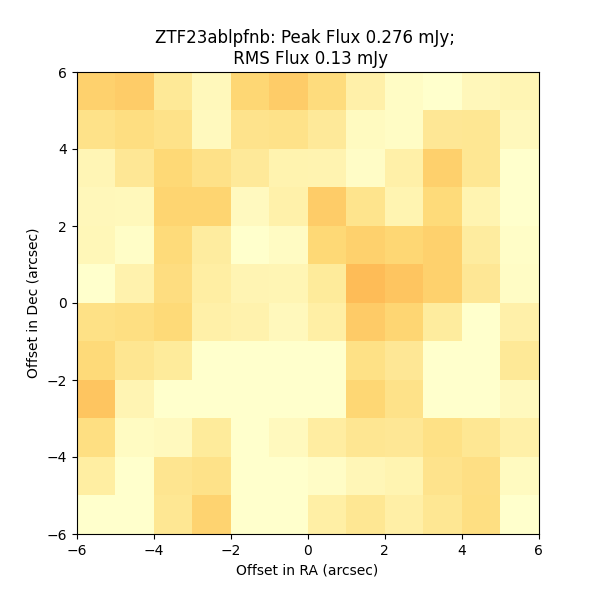 ZTF23ablpfnb: Peak Flux 0.276 mJy;
RMS Flux 0.13 mJy
6
4
2
0
−2
−4
−6
Offset in Dec (arcsec)
−6 −4 −2 0 2 4 6
Offset in RA (arcsec)